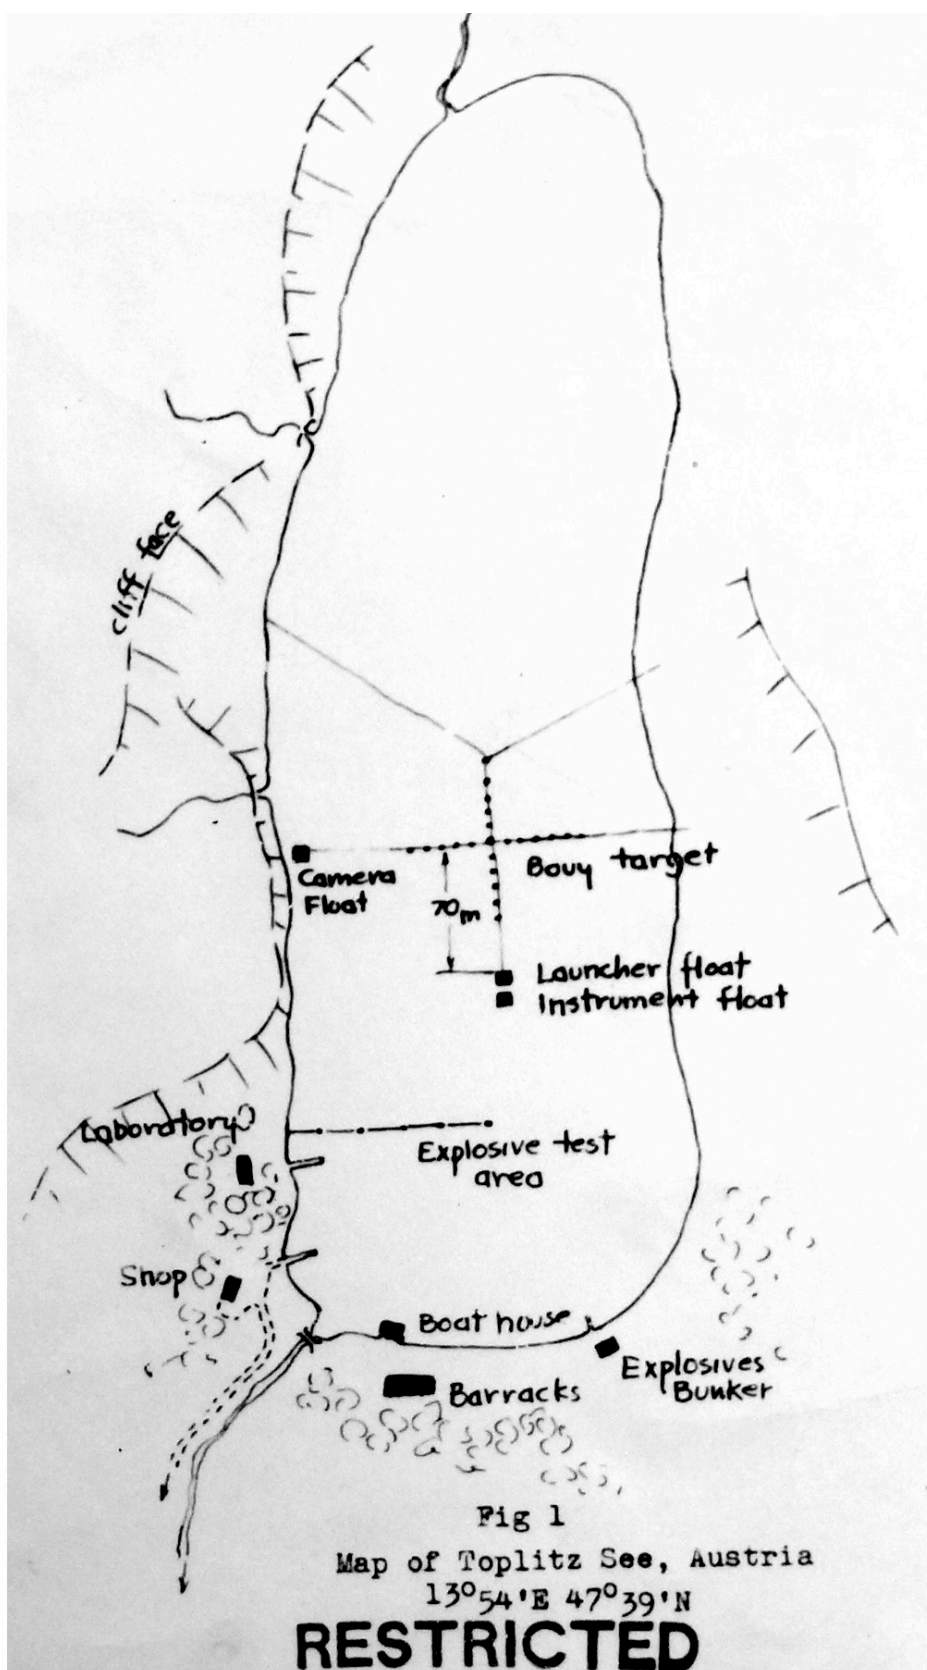 cliff face
Camera
Float
Bouy target
70m
Launcher float
Instrument float
Laboratory
Explosive test
area
Shop
Boat house
Explosives
Bunker
Barracks
Fig 1
Map of Toplitz See, Austria
13°54'E 47°39'N
RESTRICTED